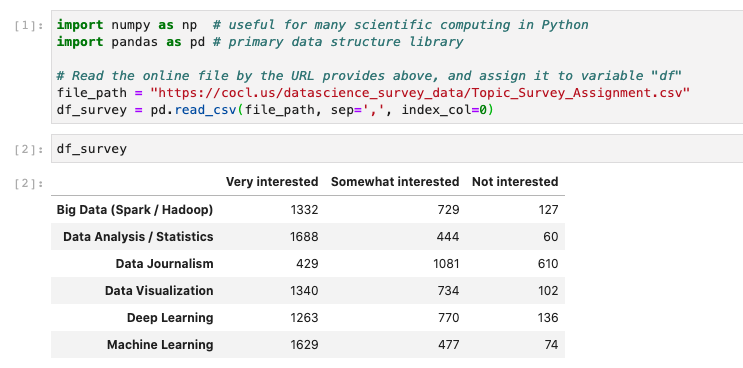 [1]: import numpy as np  # useful for many scientific computing in Python
import pandas as pd # primary data structure library
# Read the online file by the URL provides above, and assign it to variable "df"
file_path = "https://cocl.us/datascience_survey_data/Topic_Survey_Assignment.csv"
df_survey = pd.read_csv(file_path, sep=',', index_col=0)
[2]: df_survey
[2]: Very interested Somewhat interested Not interested
Big Data (Spark / Hadoop) 1332 729 127
Data Analysis / Statistics 1688 444 60
Data Journalism 429 1081 610
Data Visualization 1340 734 102
Deep Learning 1263 770 136
Machine Learning 1629 477 74